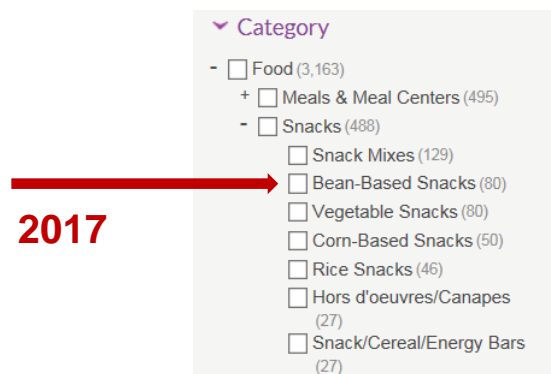 Category
- Food (3,163)
+ Meals & Meal Centers (495)
- Snacks (488)
Snack Mixes (129)
Bean-Based Snacks (80)
2017
Vegetable Snacks (80)
Corn-Based Snacks (50)
Rice Snacks (46)
Hors d'oeuvres/Canapes
(27)
Snack/Cereal/Energy Bars
(27)